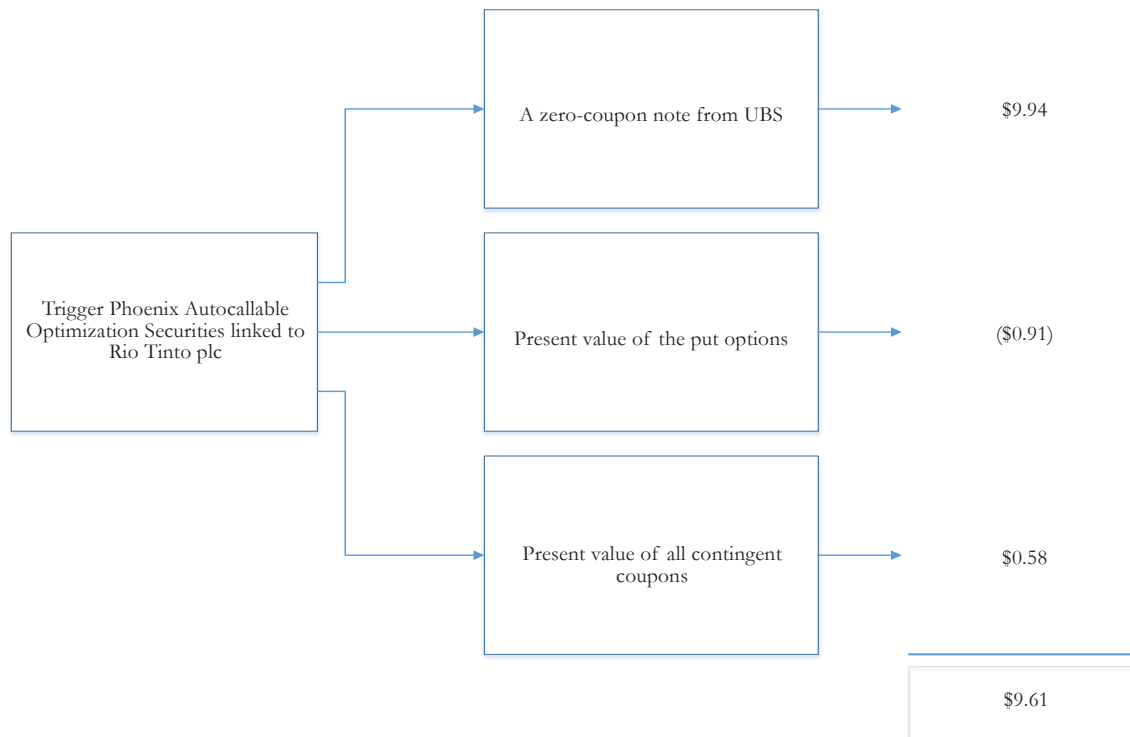 A zero-coupon note from UBS
$9.94
Trigger Phoenix Autocallable
Optimization Securities linked to
Rio Tinto plc
Present value of the put options
($0.91)
Present value of all contingent
coupons
$0.58
$9.61